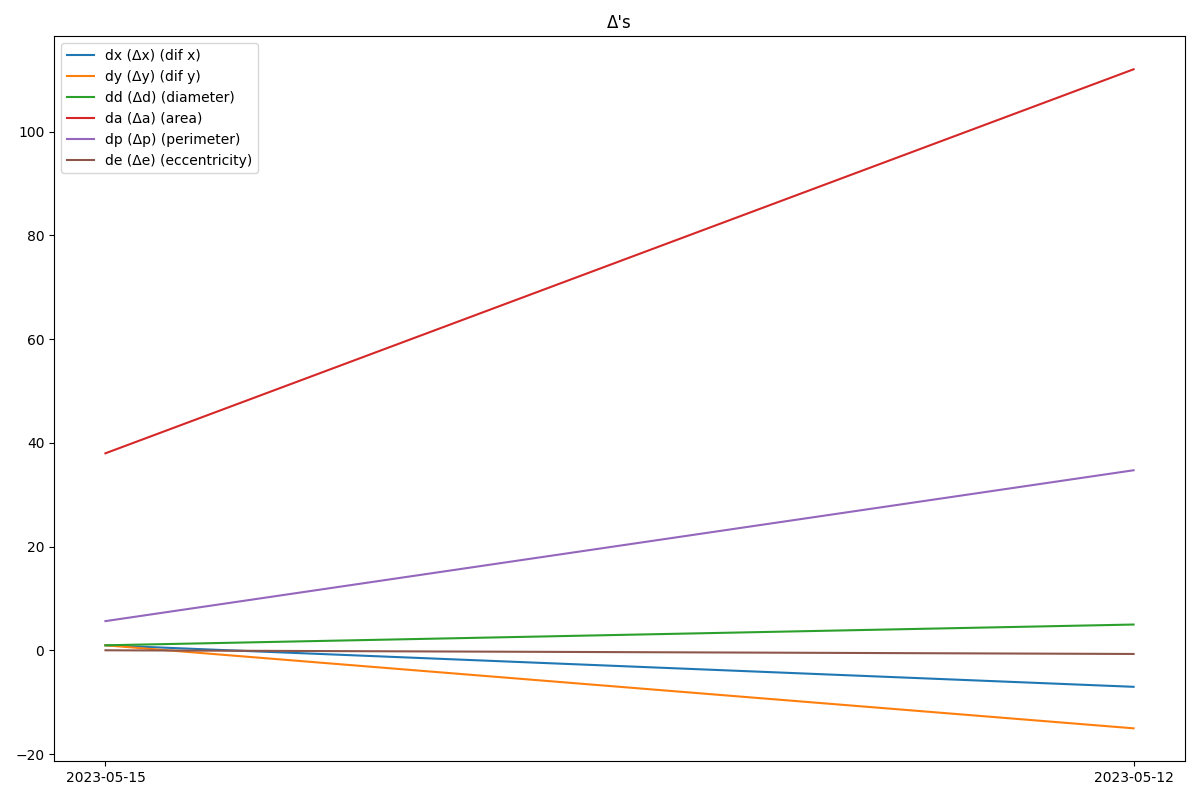 Δ's
dx (Δx) (dif x)
dy (Δy) (dif y)
dd (Δd) (diameter)
da (Δa) (area)
dp (Δp) (perimeter)
de (Δe) (eccentricity)
100
80
60
40
20
0
−20
2023-05-15
2023-05-12